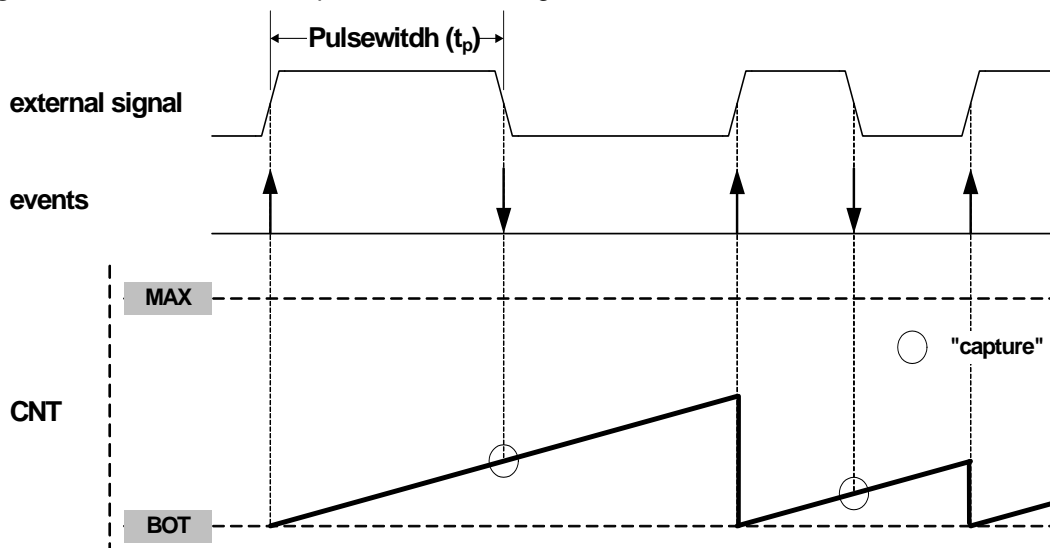 Pulsewitdh (tp)
external signal
events
MAX
"capture"
CNT
BOT